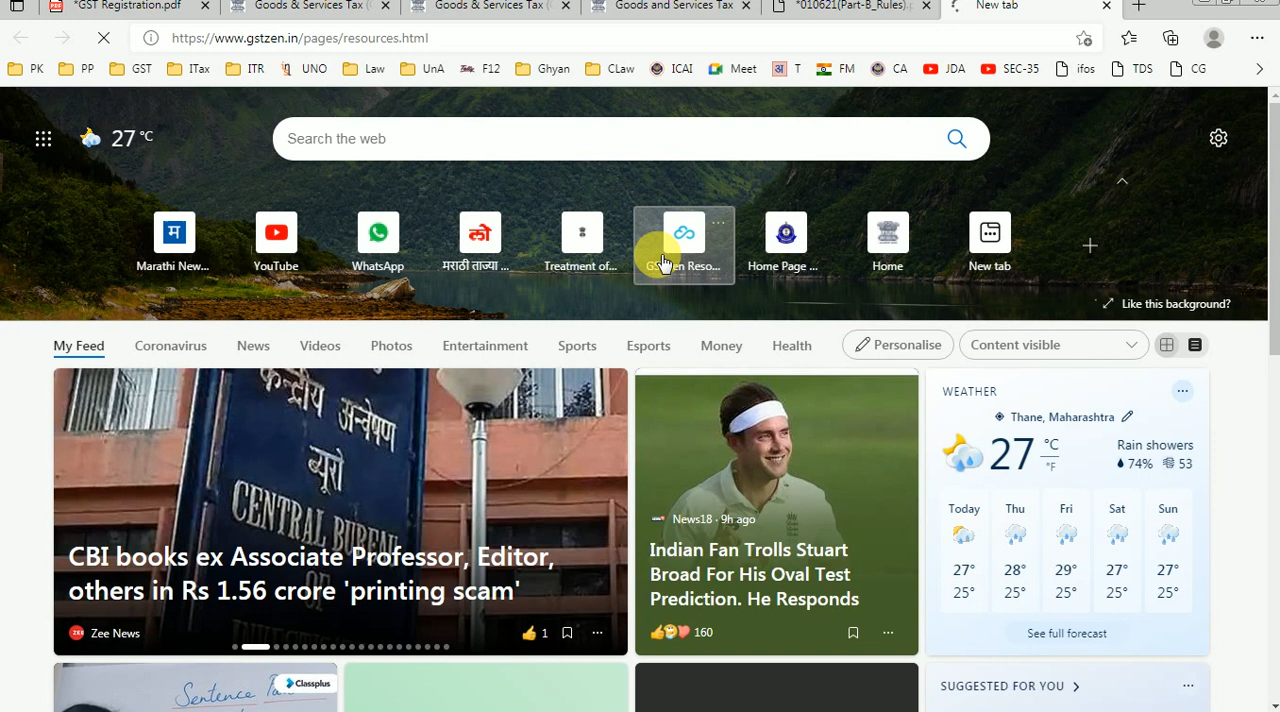 *GST Registration.pdf
Goods & Services Tax (
Goods & Services Tax (
Goods and Services Tax
*010621(Part-B_Rules).p
New tab
https://www.gstzen.in/pages/resources.html
PK
PP
GST
ITax
ITR
UNO
Law
UnA
F12
Ghyan
CLaw
ICAI
Meet
T
FM
CA
JDA
SEC-35
ifos
TDS
CG
27 °C
Search the web
म
Marathi New...
YouTube
WhatsApp
लो
मराठी ताज्या ...
Treatment of...
GSTZen Reso...
Home Page ...
Home
New tab
Like this background?
My Feed
Coronavirus
News
Videos
Photos
Entertainment
Sports
Esports
Money
Health
Personalise
Content visible
केन्द्रीय अन्वेषण
ब्यूरो
CENTRAL BUREAU
OF
CBI books ex Associate Professor, Editor,
others in Rs 1.56 crore 'printing scam'
Zee News
1
News18 · 9h ago
Indian Fan Trolls Stuart
Broad For His Oval Test
Prediction. He Responds
160
WEATHER
Thane, Maharashtra
27 °C
°F
Rain showers
74% 53
Today Thu Fri Sat Sun
27° 28° 29° 27° 27°
25° 25° 25° 25° 25°
See full forecast
Classplus
Sentence
SUGGESTED FOR YOU